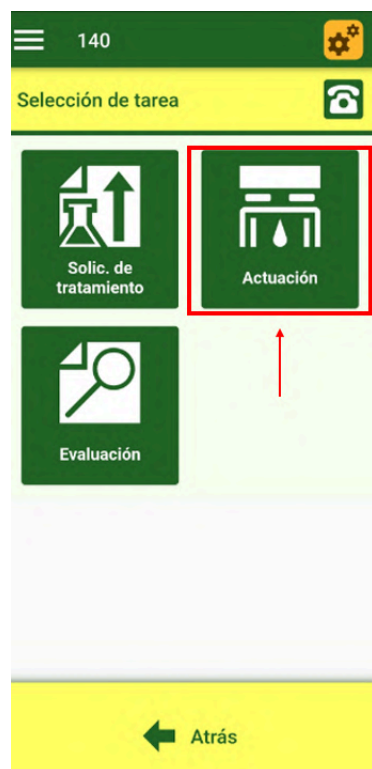 140
Selección de tarea
Solic. de
tratamiento
Actuación
Evaluación
Atrás